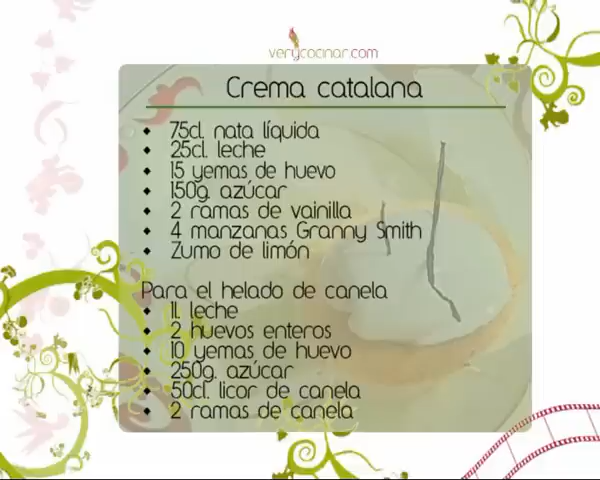 verycocinar.com
Crema catalana
• 75cl. nata líquida
• 25cl. leche
• 15 yemas de huevo
• 150g. azúcar
• 2 ramas de vainilla
• 4 manzanas Granny Smith
• Zumo de limón
Para el helado de canela
• 1l. leche
• 2 huevos enteros
• 10 yemas de huevo
• 250g. azúcar
• 50cl. licor de canela
• 2 ramas de canela